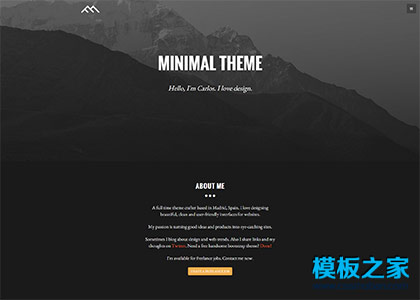 MINIMAL THEME
Hello, I'm Carlos. I love design.
ABOUT ME
A full time theme crafter based in Madrid, Spain. I love designing
beautiful, clean and user-friendly interfaces for websites.
My passion is turning good ideas and products into eye-catching sites.
Sometimes I blog about design and web trends. Also I share links and my
thoughts on Twitter. Need a free handsome bootstrap theme? Done!
I'm available for freelance jobs. Contact me now.
模板之家